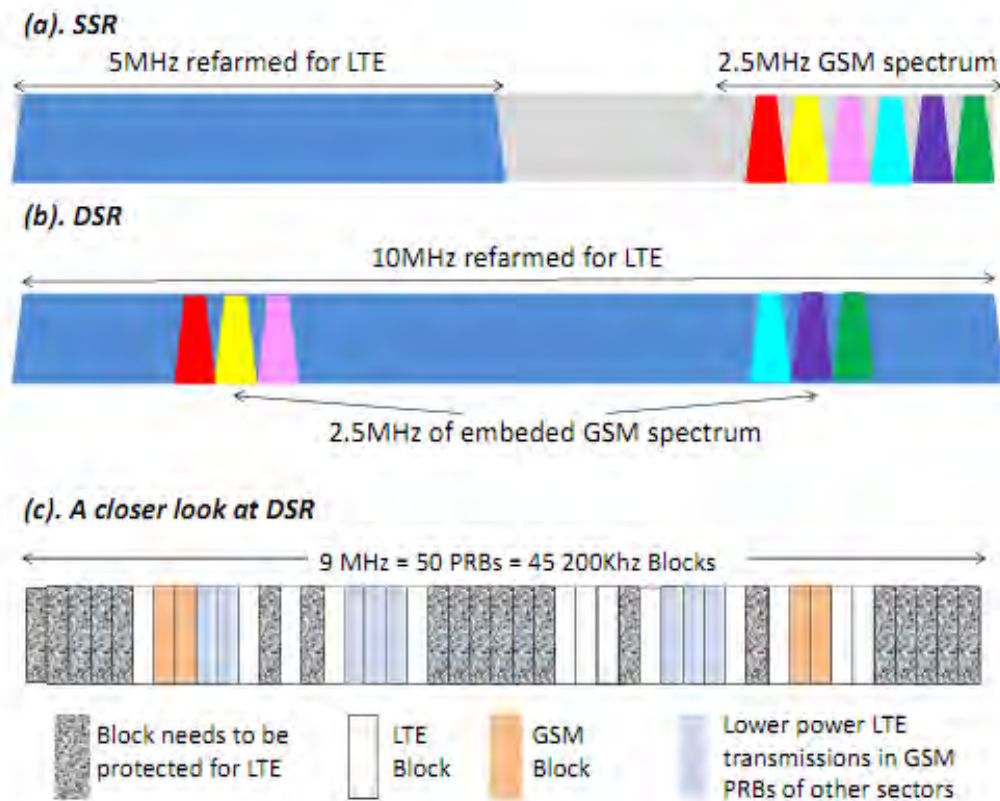 (a). SSR
5MHz refarmed for LTE
2.5MHz GSM spectrum
(b). DSR
10MHz refarmed for LTE
2.5MHz of embeded GSM spectrum
(c). A closer look at DSR
9 MHz = 50 PRBs = 45 200Khz Blocks
Block needs to be
protected for LTE
LTE
Block
GSM
Block
Lower power LTE
transmissions in GSM
PRBs of other sectors